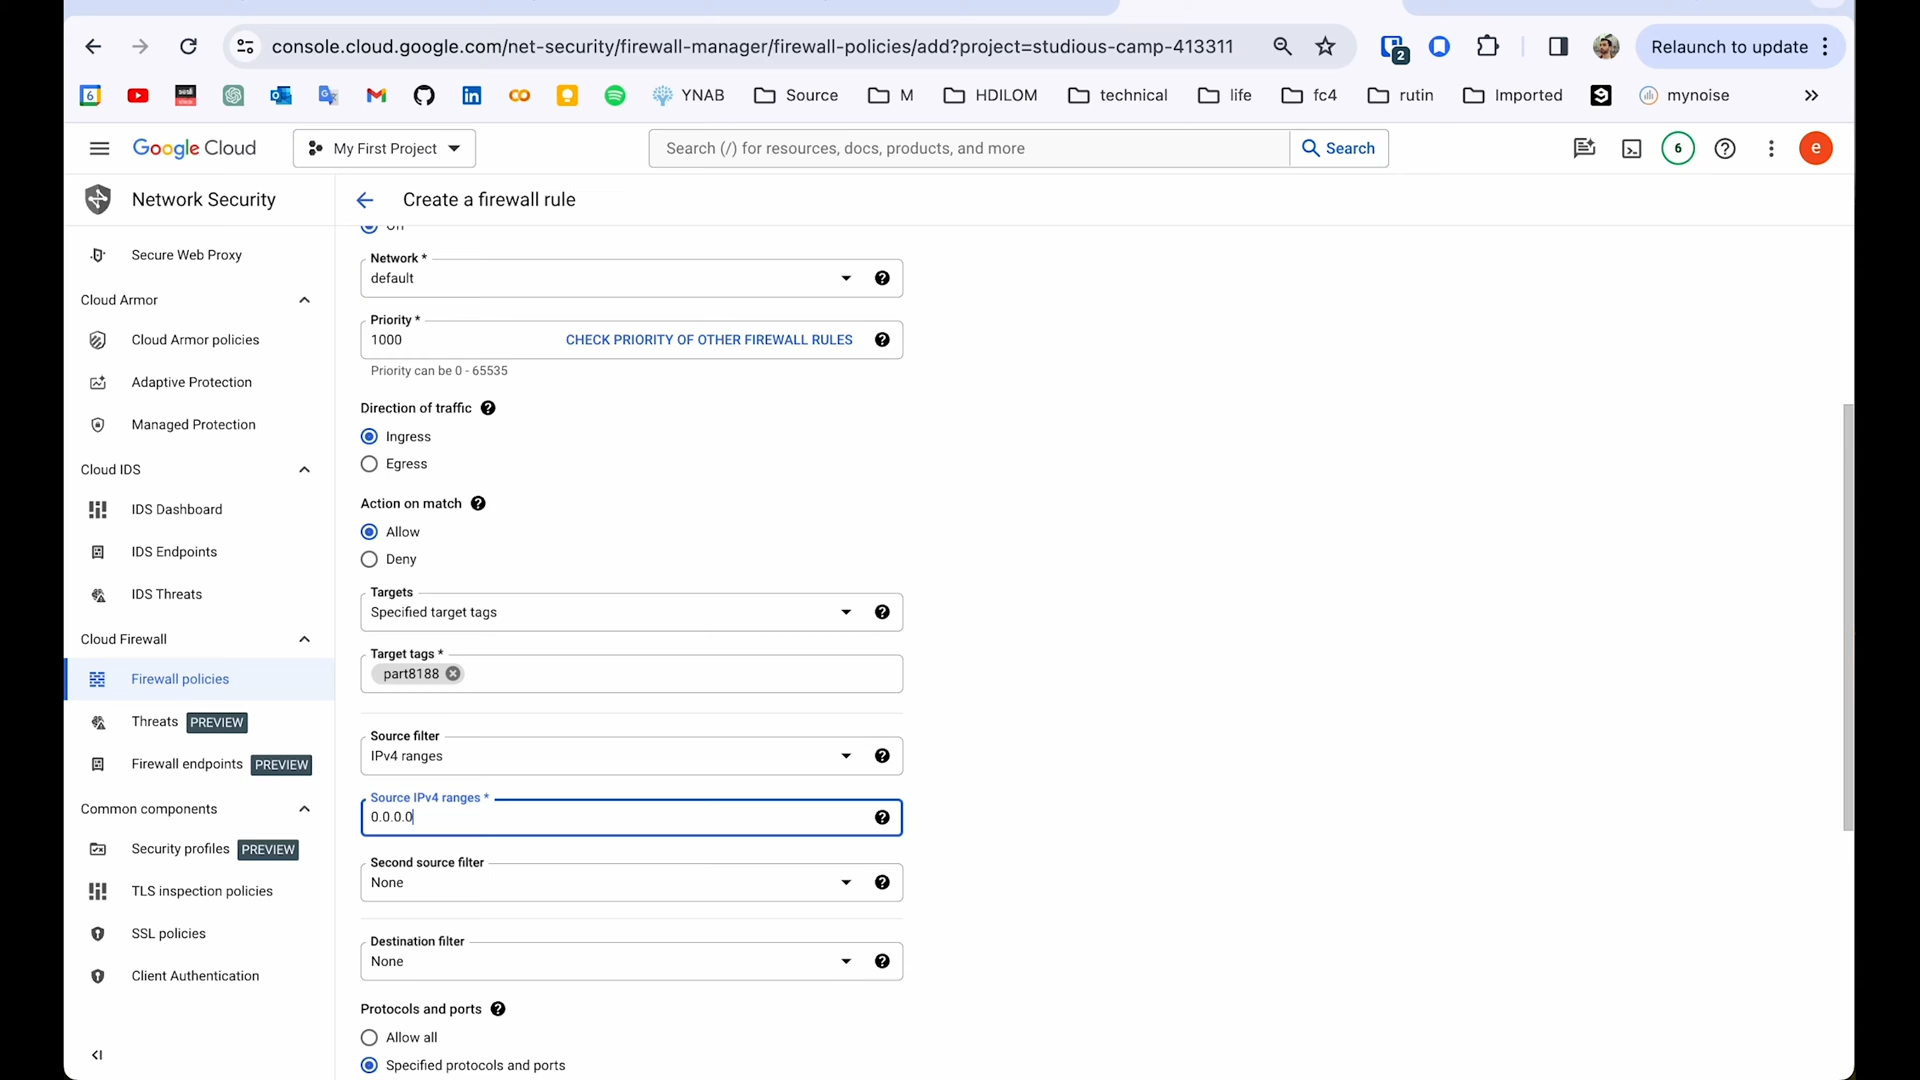 console.cloud.google.com/net-security/firewall-manager/firewall-policies/add?project=studious-camp-413311
2
Relaunch to update
6
YNAB
Source
M
HDILOM
technical
life
fc4
rutin
Imported
mynoise
Google Cloud
My First Project
Search (/) for resources, docs, products, and more
Search
6
e
Network Security
Create a firewall rule
Secure Web Proxy
Cloud Armor
Cloud Armor policies
Adaptive Protection
Managed Protection
Cloud IDS
IDS Dashboard
IDS Endpoints
IDS Threats
Cloud Firewall
Firewall policies
Threats PREVIEW
Firewall endpoints PREVIEW
Common components
Security profiles PREVIEW
TLS inspection policies
SSL policies
Client Authentication
Network *
default
Priority *
1000
CHECK PRIORITY OF OTHER FIREWALL RULES
Priority can be 0 - 65535
Direction of traffic
Ingress
Egress
Action on match
Allow
Deny
Targets
Specified target tags
Target tags *
part8188
Source filter
IPv4 ranges
Source IPv4 ranges *
0.0.0.0
Second source filter
None
Destination filter
None
Protocols and ports
Allow all
Specified protocols and ports